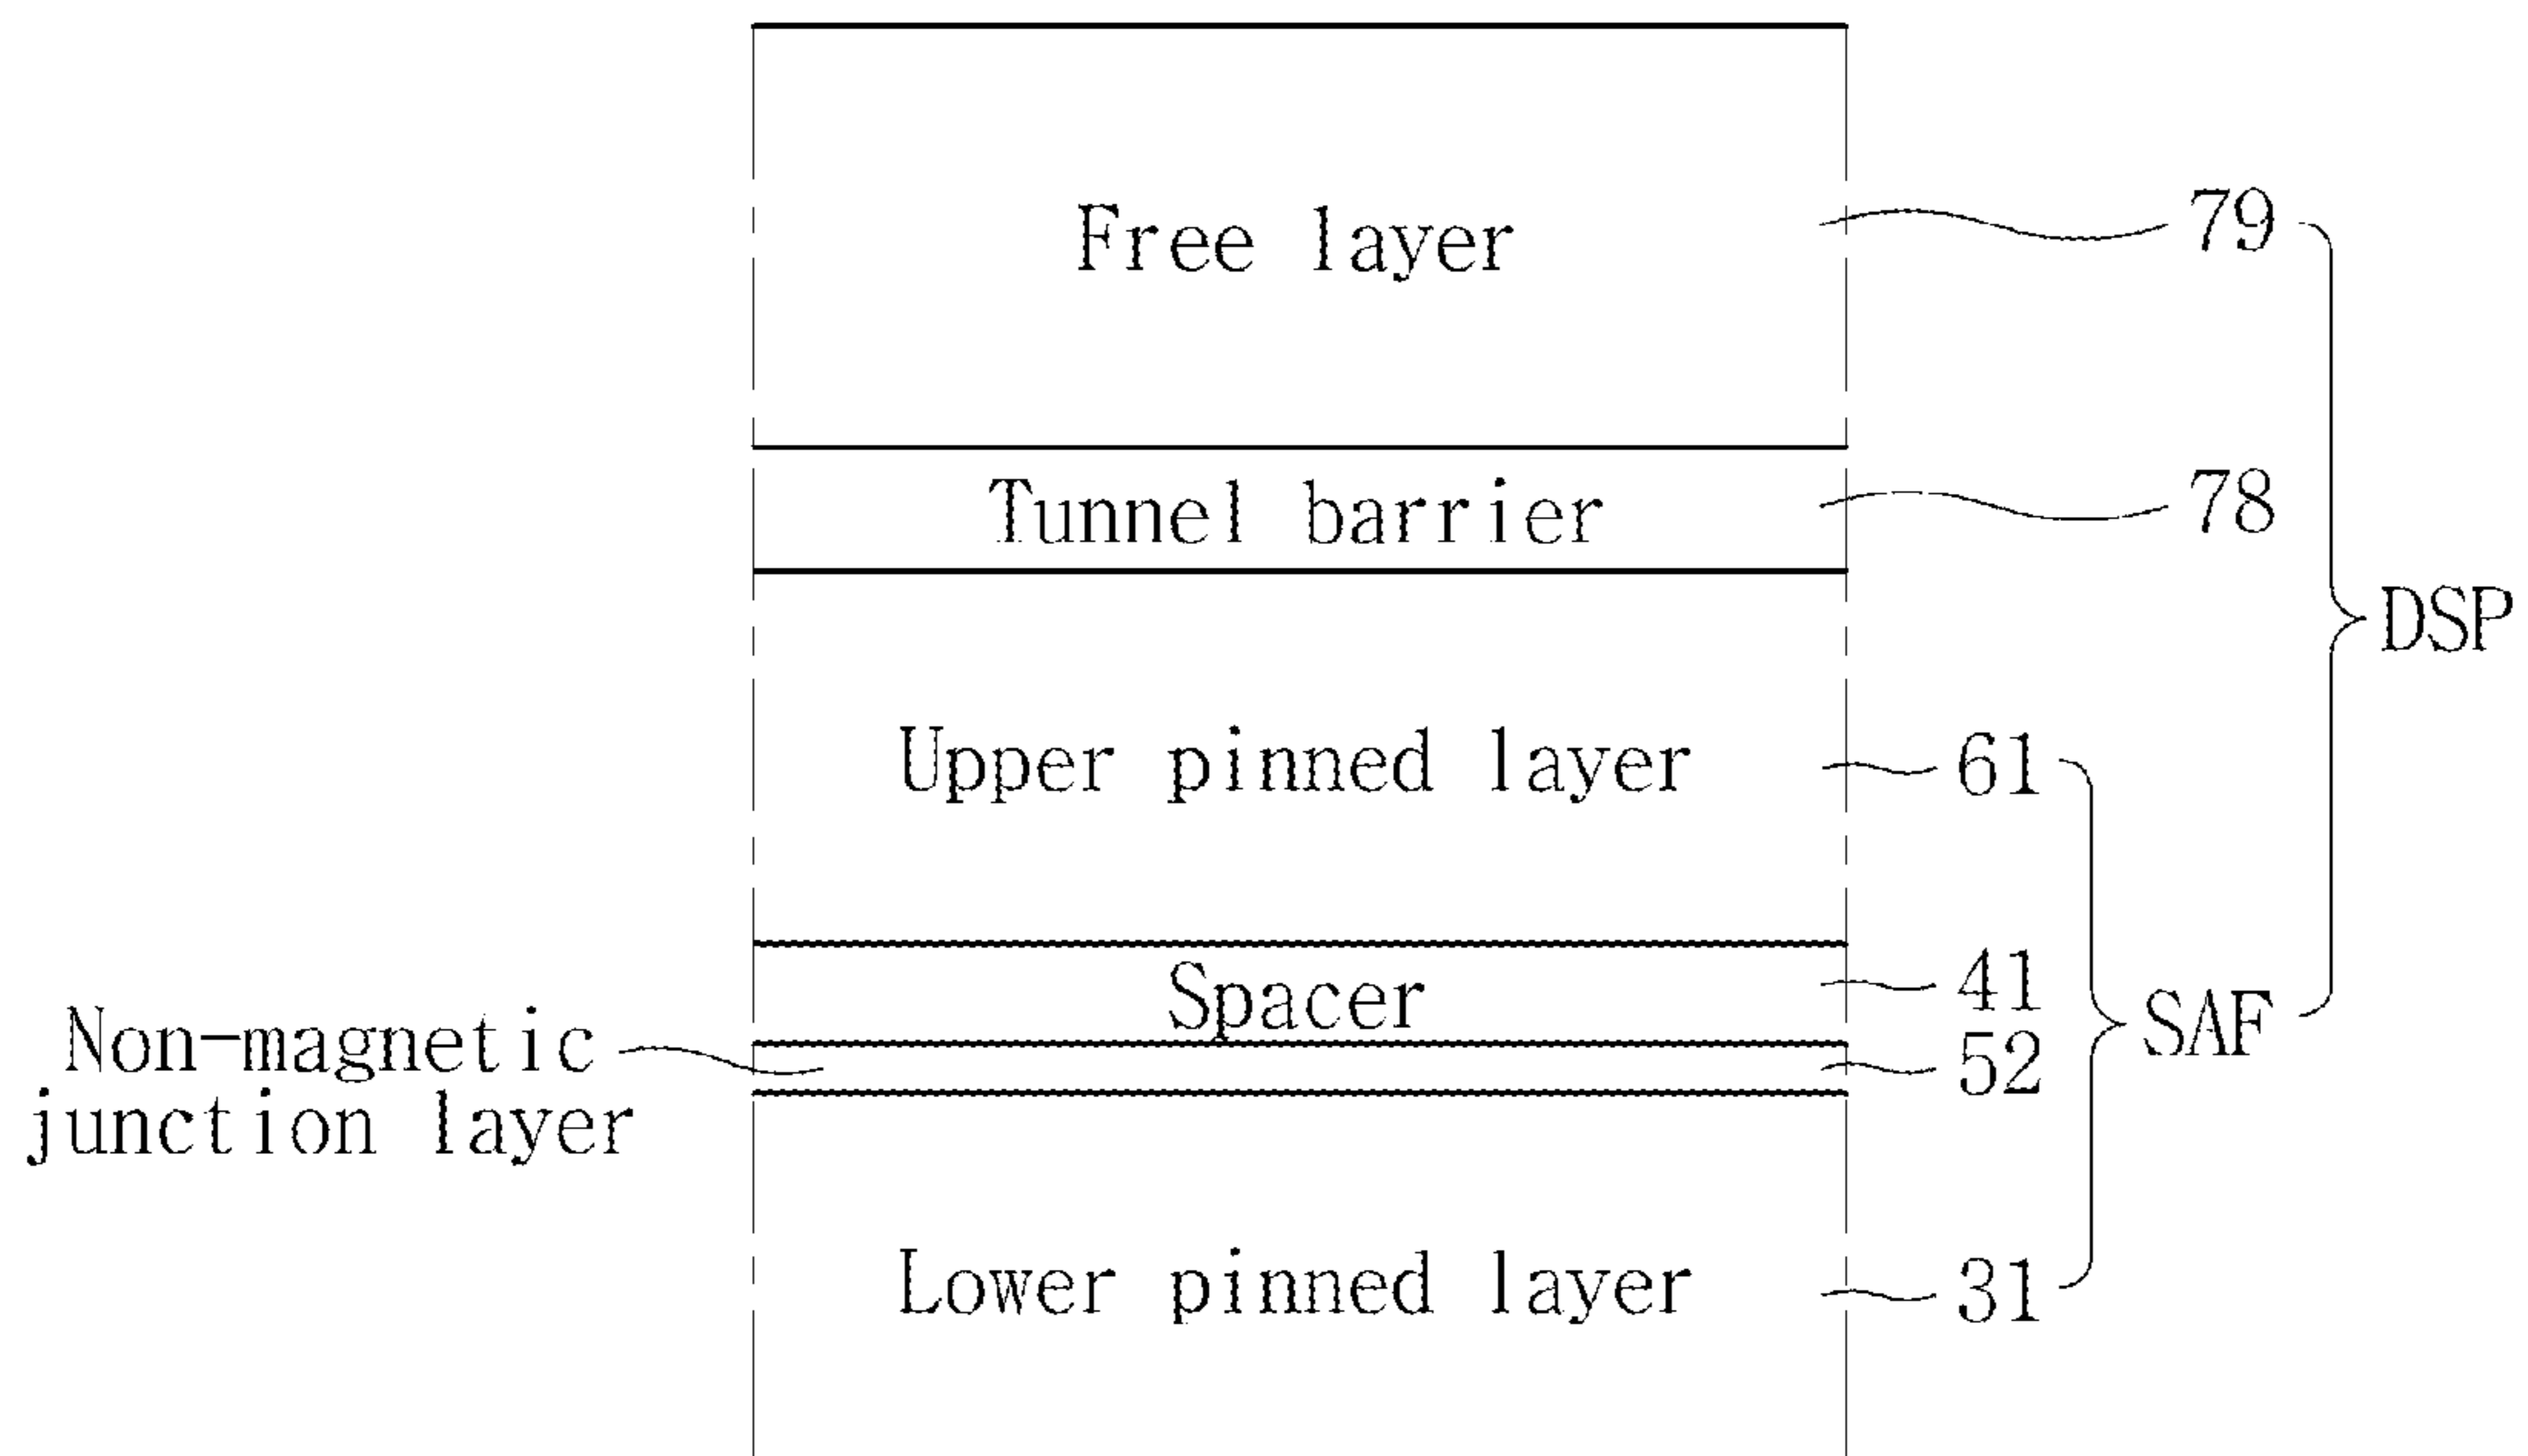 Free layer 79
Tunnel barrier 78
DSP
Upper pinned layer 61
Spacer 41
SAF
Non-magnetic
junction layer
52
Lower pinned layer 31